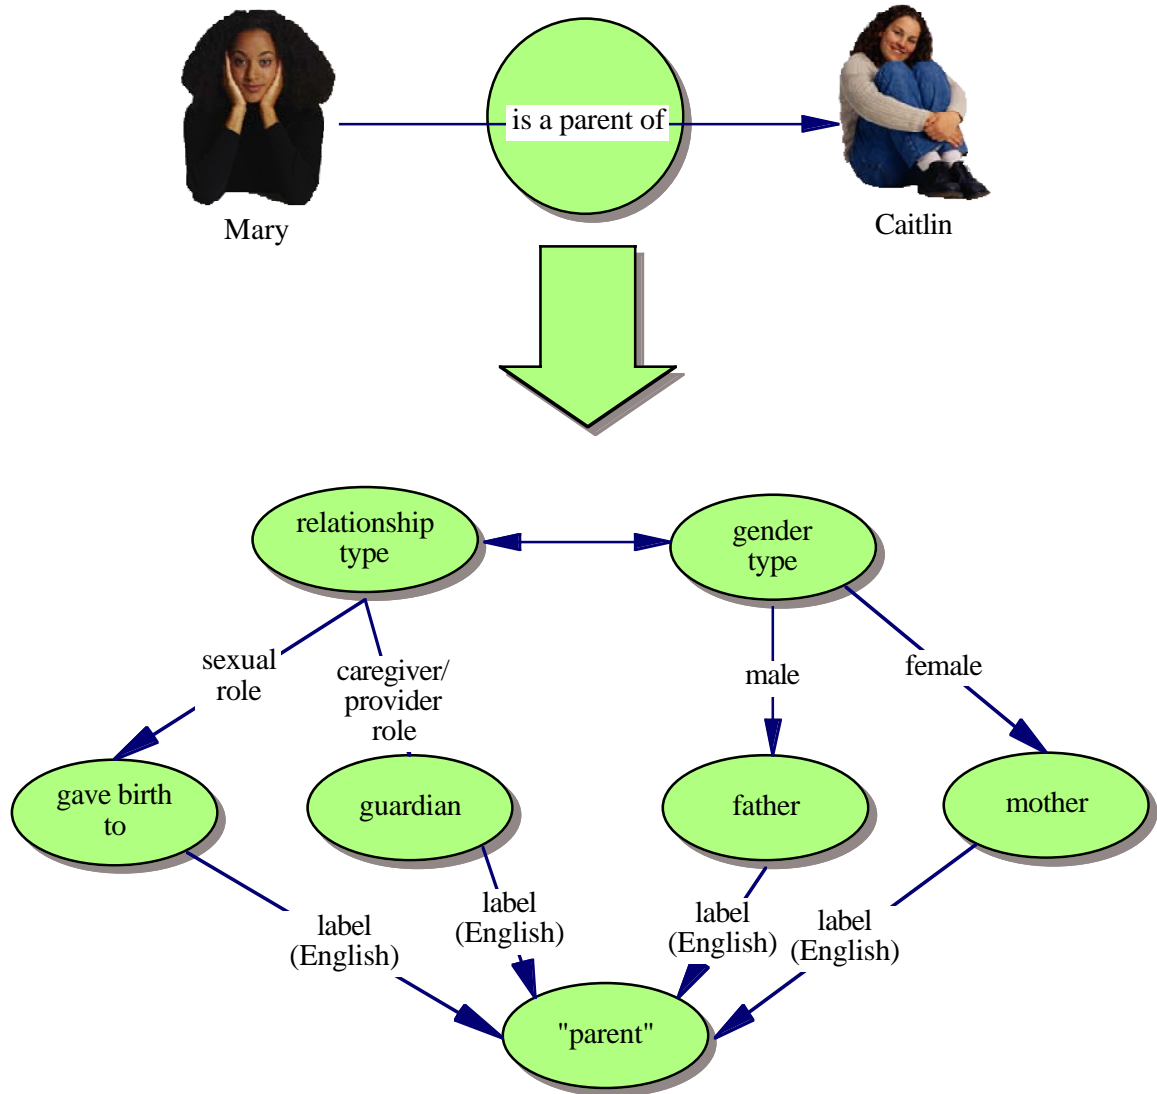 is a parent of
Mary
Caitlin
relationship
type
gender
type
sexual
role
caregiver/
provider
role
male
female
gave birth
to
guardian
father
mother
label
(English)
label
(English)
label
(English)
label
(English)
"parent"